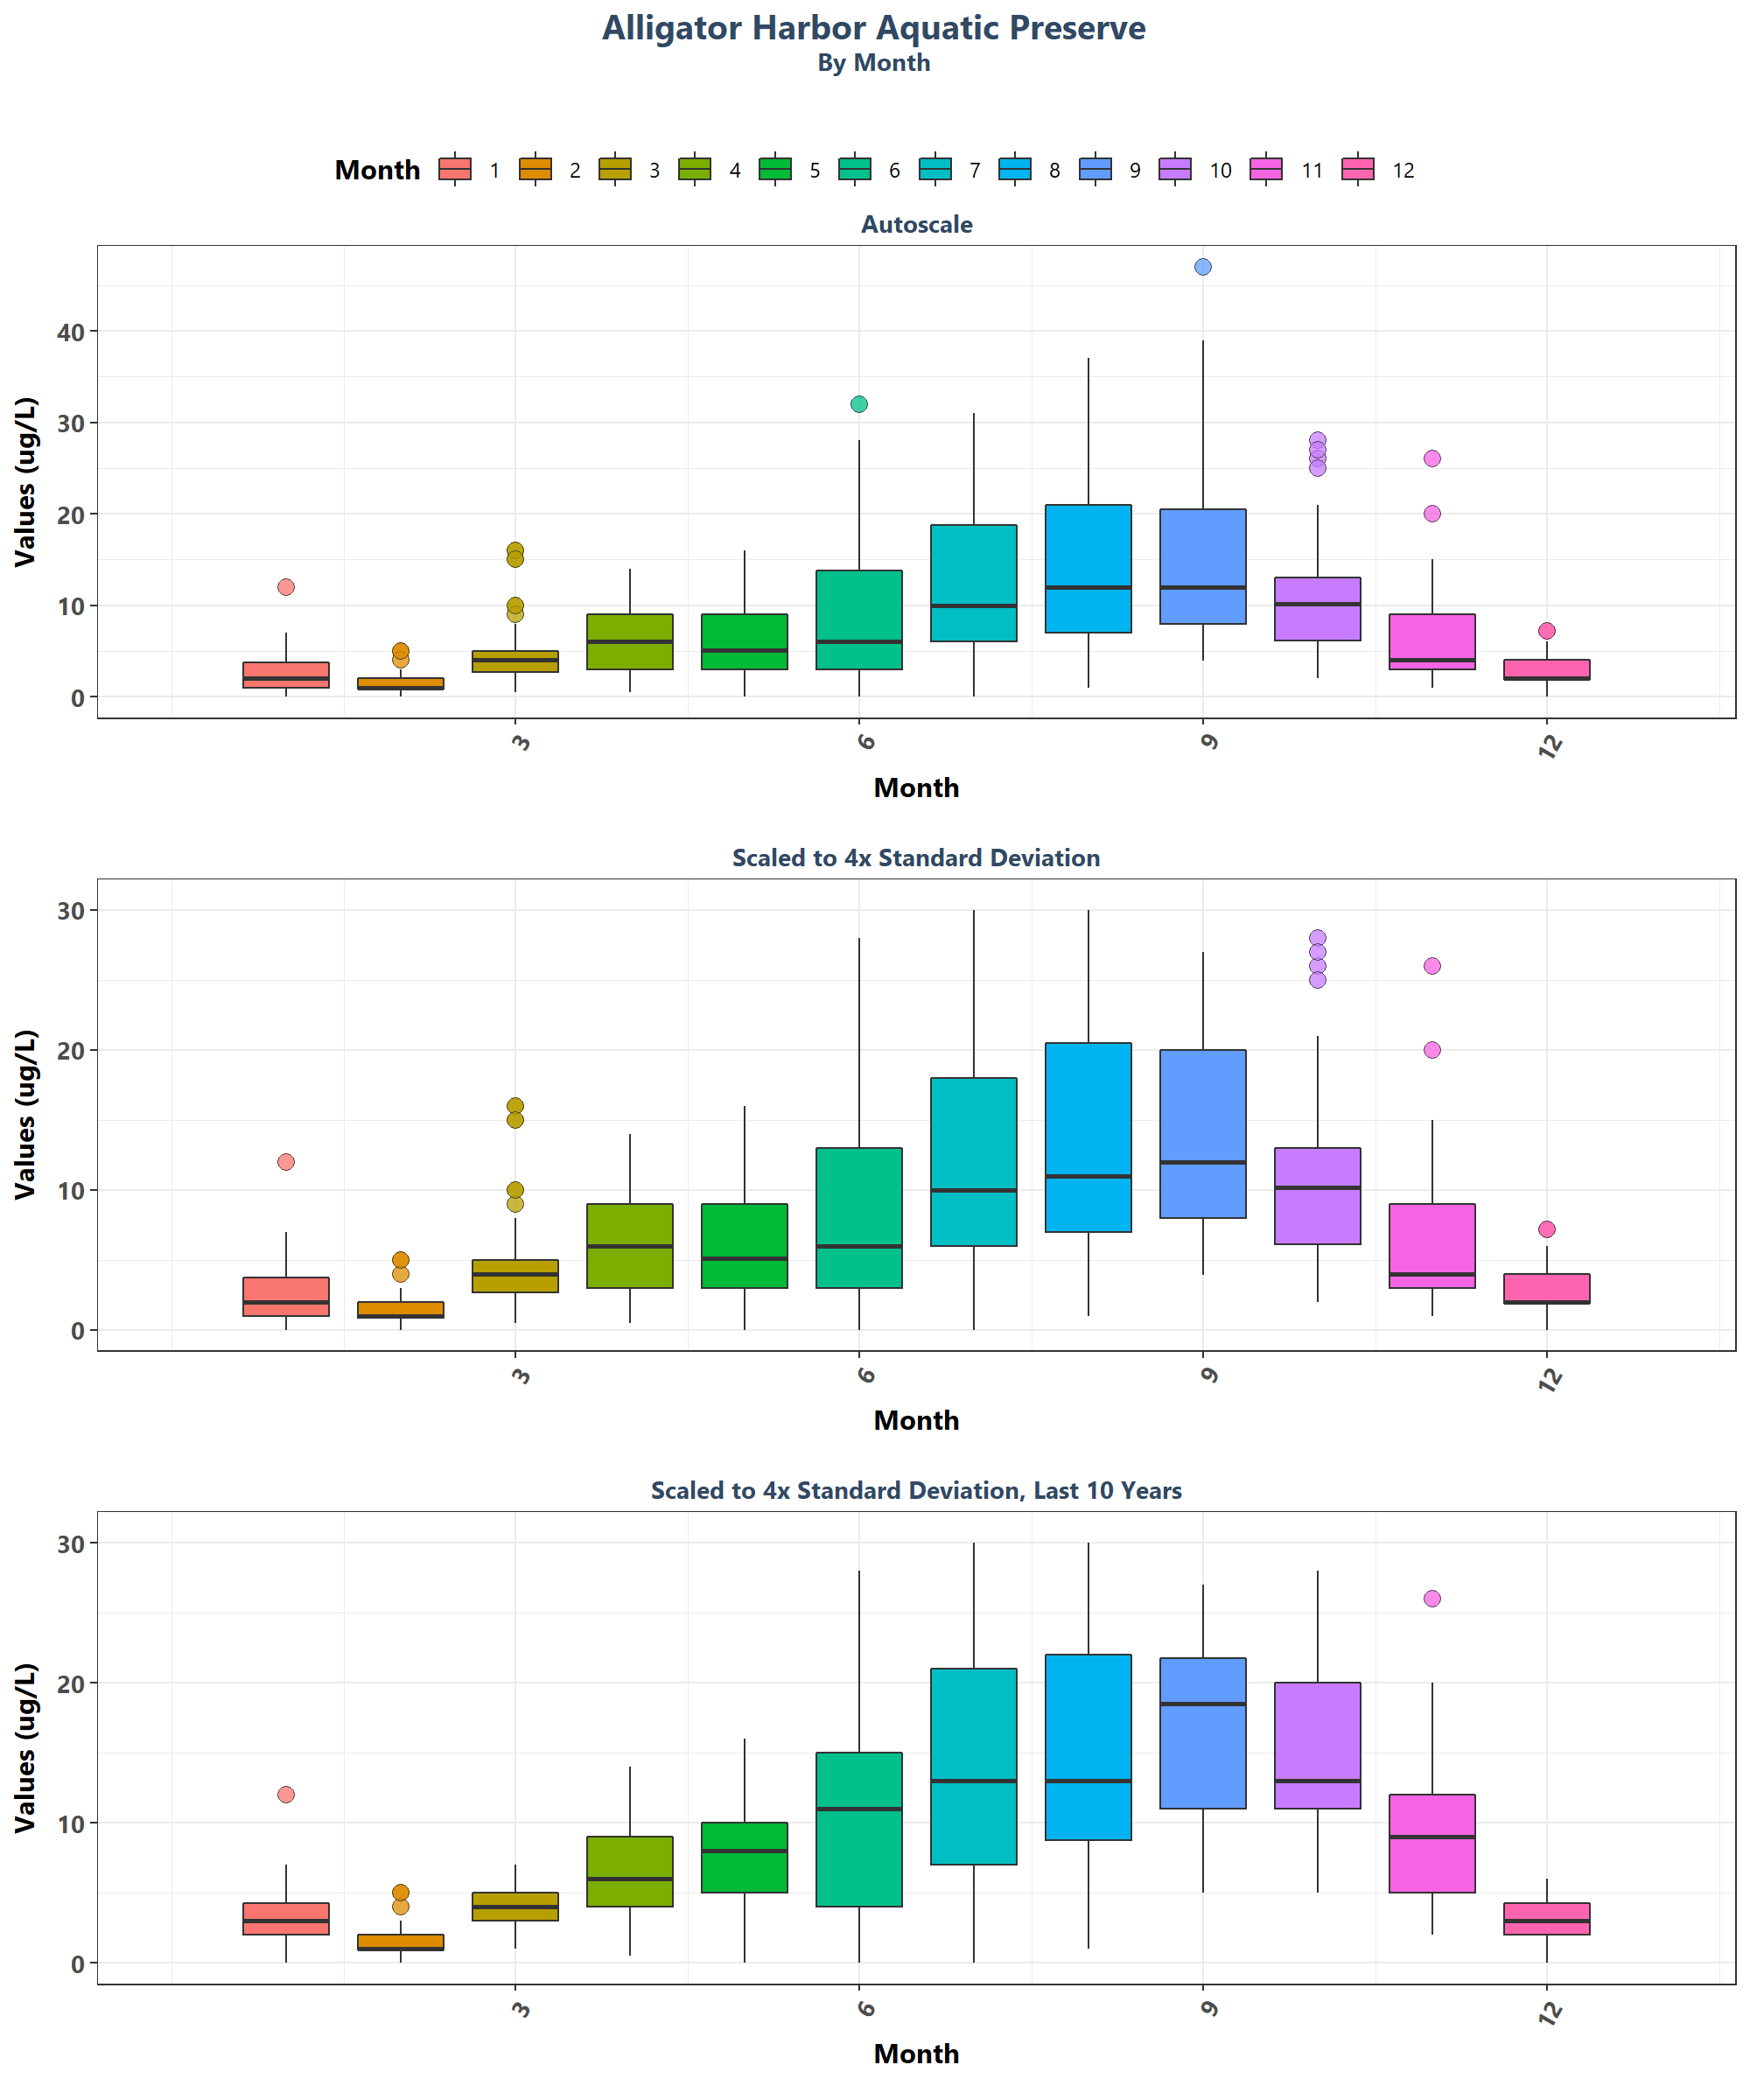 Alligator Harbor Aquatic Preserve
By Month
Month 1 2 3 4 5 6 7 8 9 10 11 12
Autoscale
Values (ug/L)
40
30
20
10
0
3 6 9 12
Month
Scaled to 4x Standard Deviation
Values (ug/L)
30
20
10
0
3 6 9 12
Month
Scaled to 4x Standard Deviation, Last 10 Years
Values (ug/L)
30
20
10
0
3 6 9 12
Month